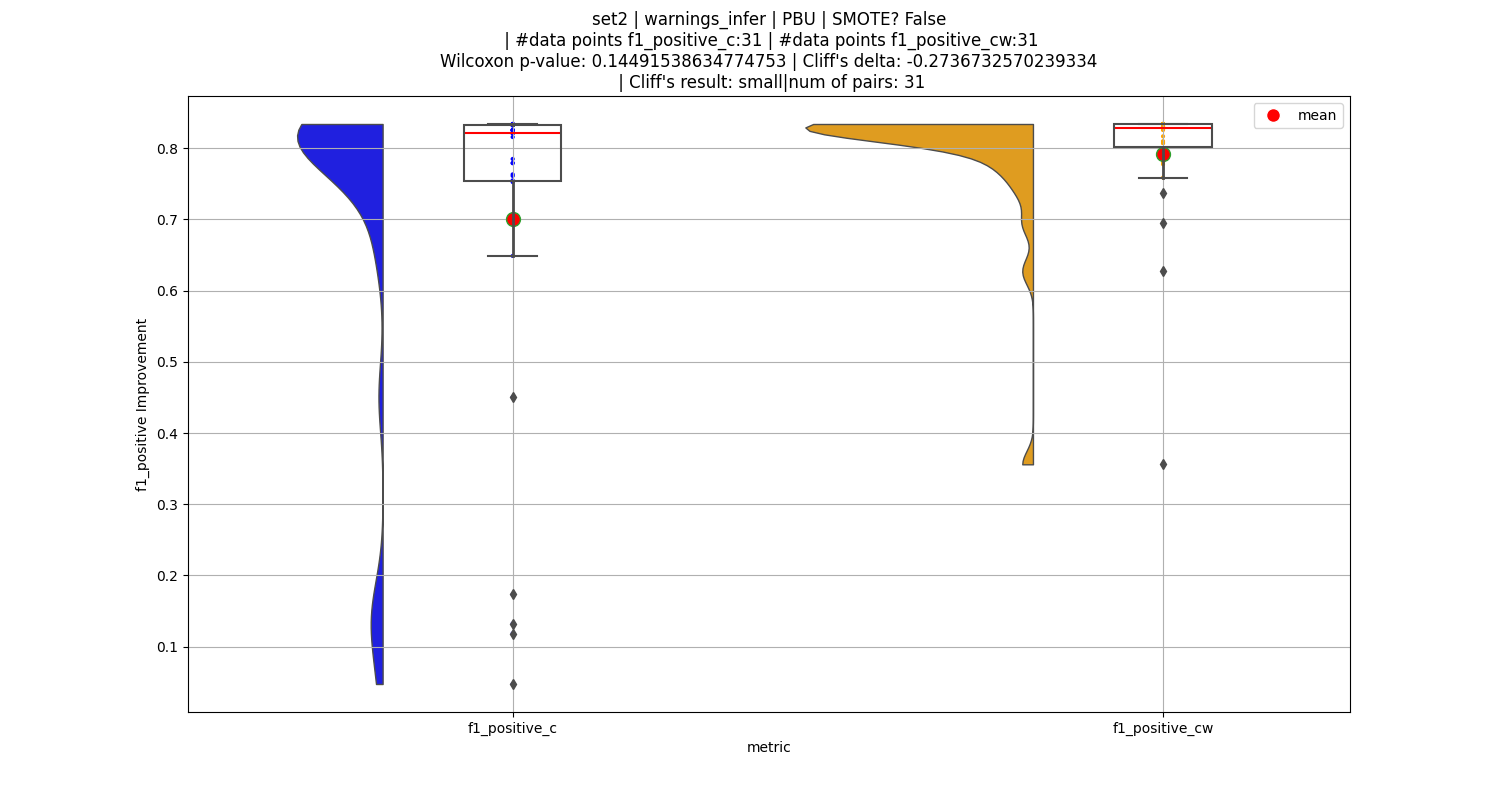 set2 | warnings_infer | PBU | SMOTE? False
| #data points f1_positive_c:31 | #data points f1_positive_cw:31
Wilcoxon p-value: 0.14491538634774753 | Cliff's delta: -0.2736732570239334
| Cliff's result: small|num of pairs: 31
mean
0.8
0.7
0.6
0.5
0.4
0.3
0.2
0.1
f1_positive Improvement
f1_positive_c
f1_positive_cw
metric